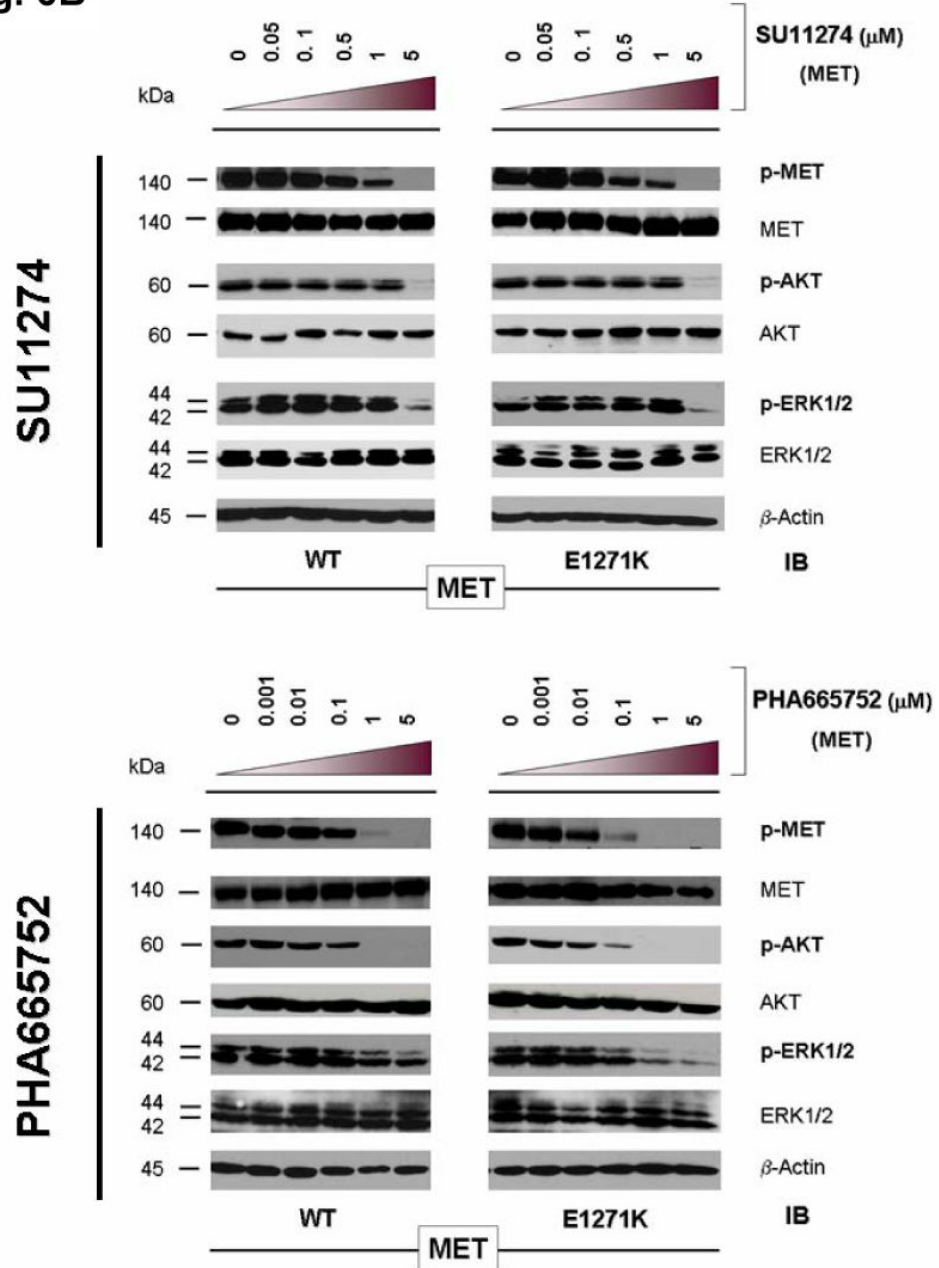 0 0.05 0.1 0.5 1 5 0 0.05 0.1 0.5 1 5
SU11274 (μM)
(MET)
kDa
SU11274
140 p-MET
140 MET
60 p-AKT
60 AKT
44
42 p-ERK1/2
44
42 ERK1/2
45 β-Actin
WT E1271K IB
MET
0 0.001 0.01 0.1 1 5 0 0.001 0.01 0.1 1 5
PHA665752 (μM)
(MET)
kDa
PHA665752
140 p-MET
140 MET
60 p-AKT
60 AKT
44
42 p-ERK1/2
44
42 ERK1/2
45 β-Actin
WT E1271K IB
MET